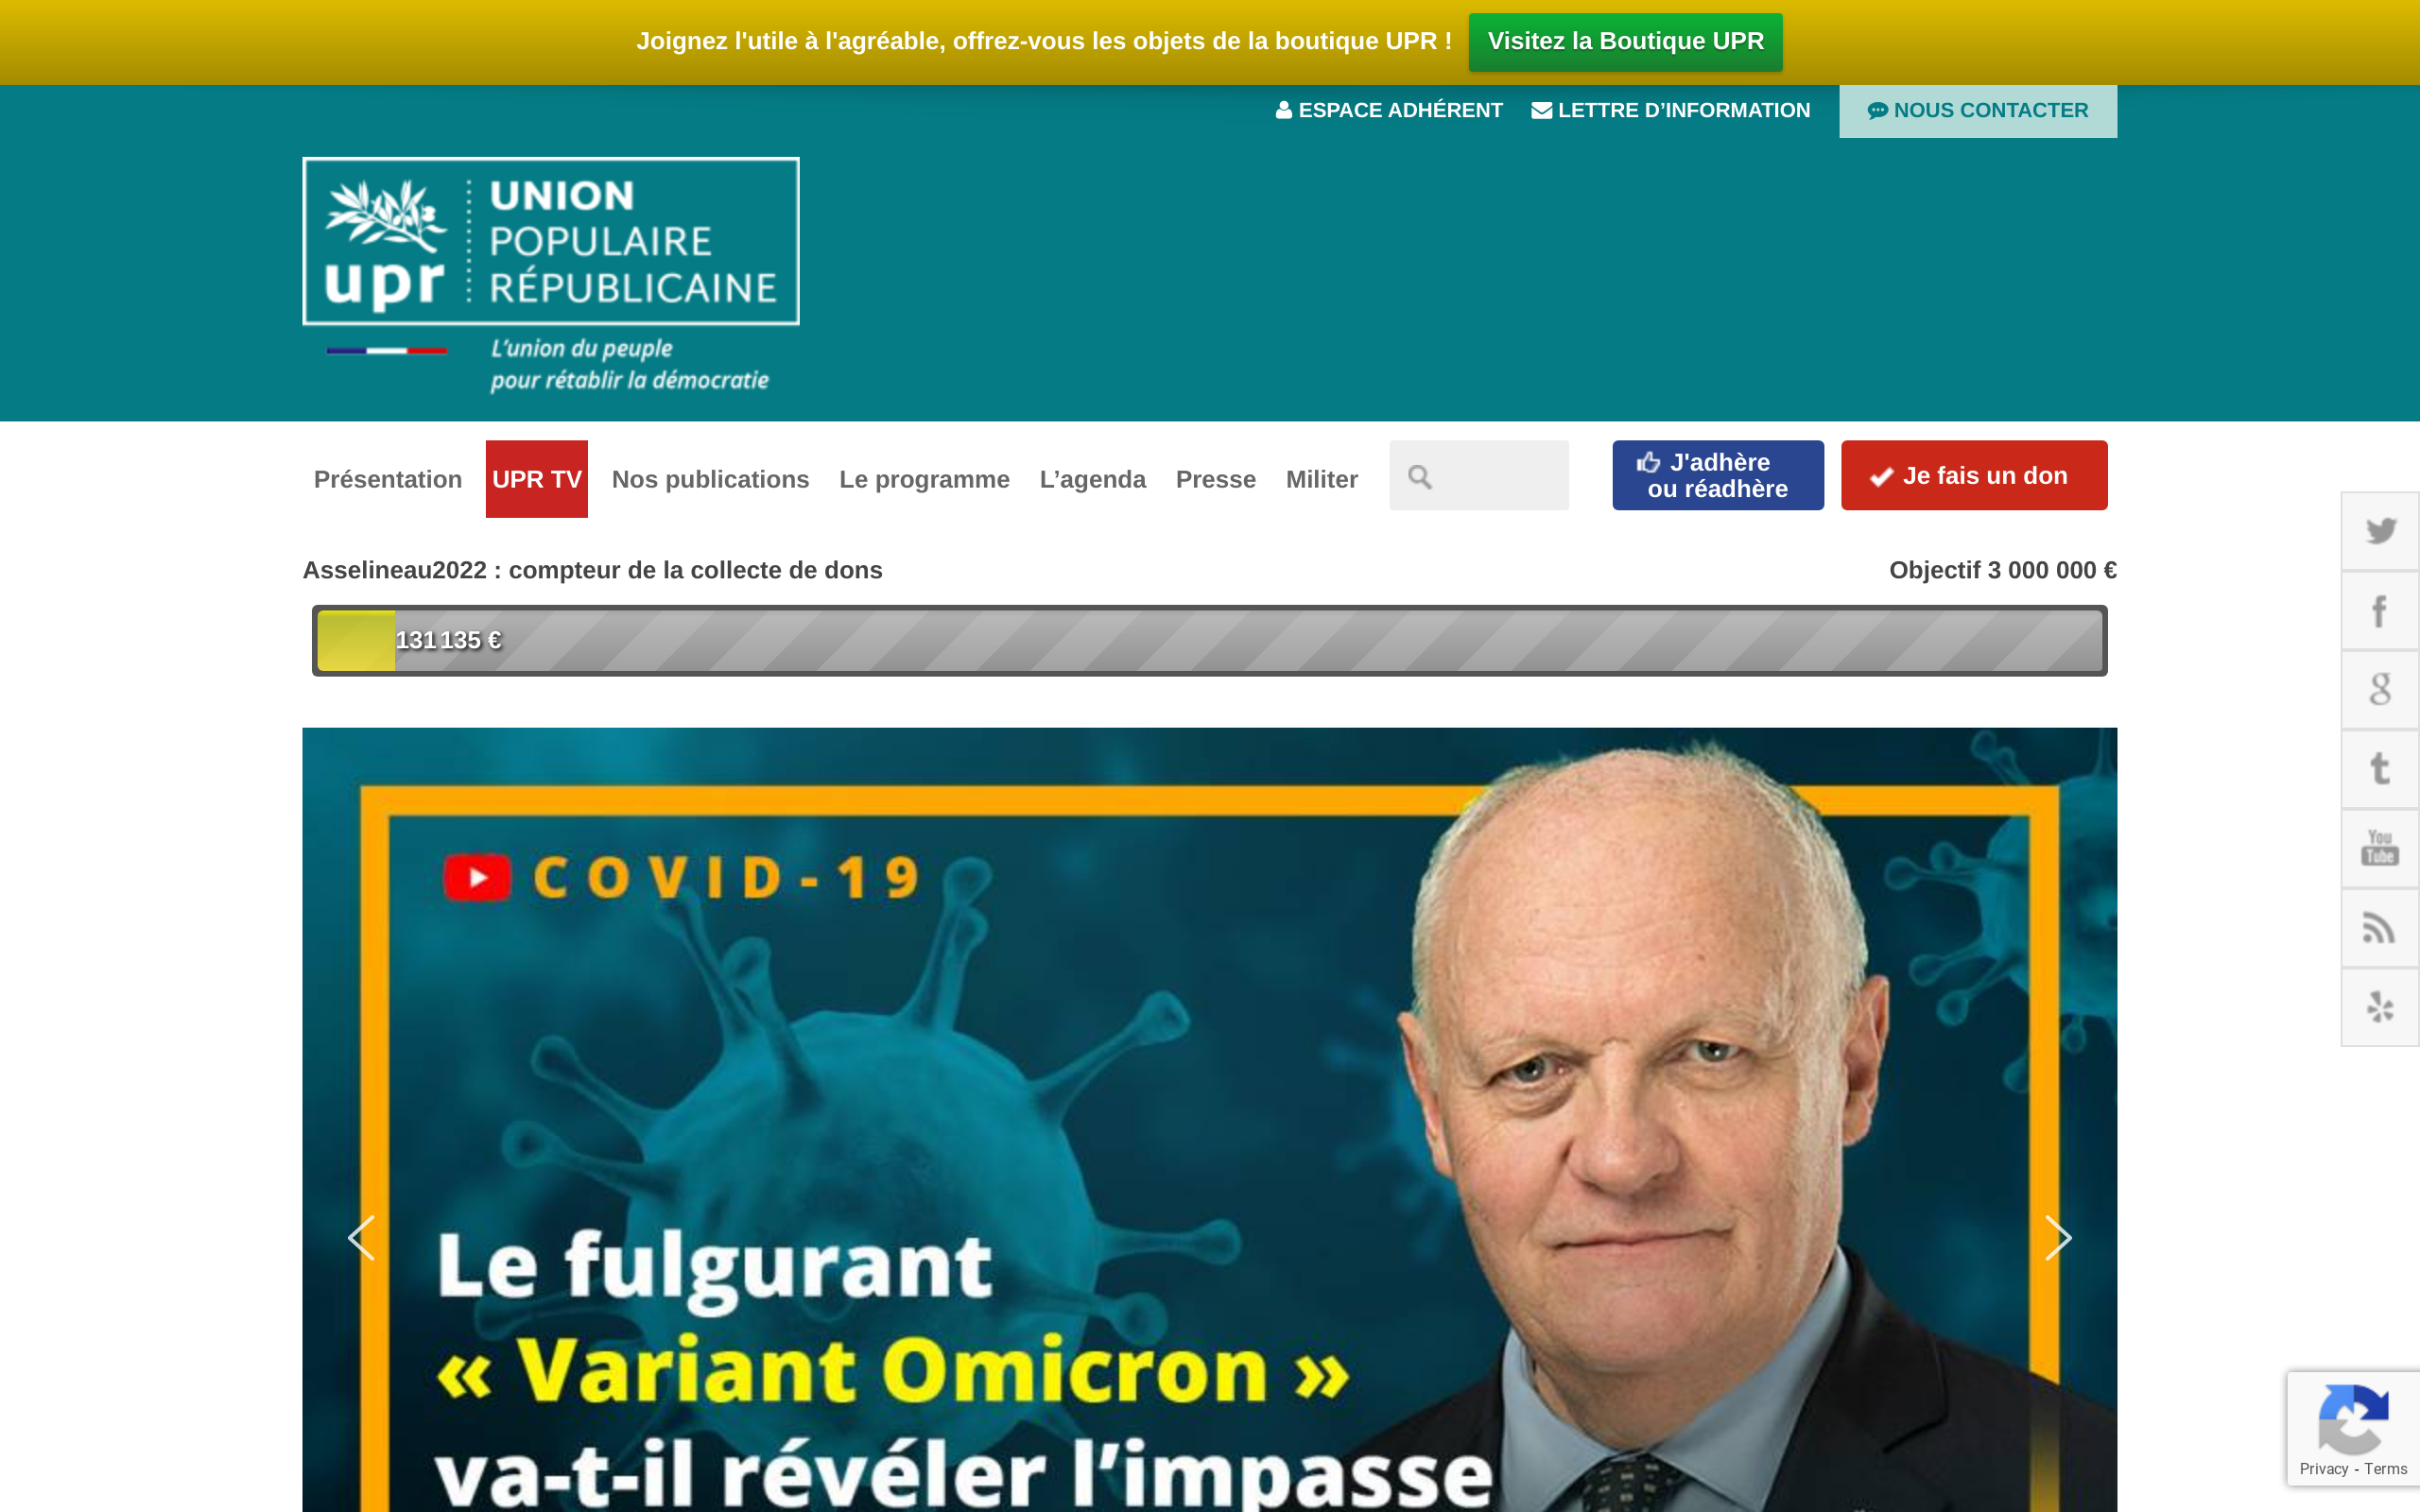 Joignez l'utile à l'agréable, offrez-vous les objets de la boutique UPR ! Visitez la Boutique UPR
ESPACE ADHÉRENT LETTRE D’INFORMATION NOUS CONTACTER
upr
UNION
POPULAIRE
RÉPUBLICAINE
L’union du peuple
pour rétablir la démocratie
Présentation UPR TV Nos publications Le programme L’agenda Presse Militer
J'adhère
ou réadhère
Je fais un don
Asselineau2022 : compteur de la collecte de dons Objectif 3 000 000 €
131 135 €
COVID-19
Le fulgurant
« Variant Omicron »
va-t-il révéler l’impasse
You
Tube
Privacy - Terms